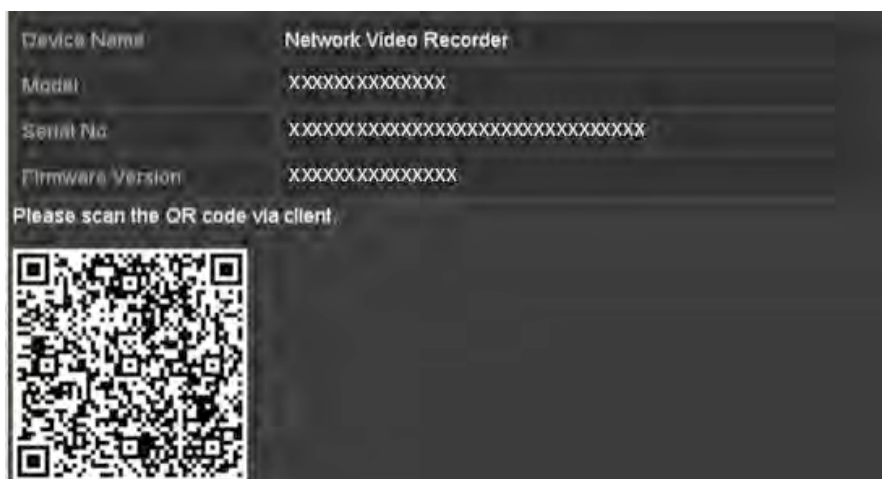 Device Name Network Video Recorder
Model XXXXXXXXXXXXXX
Serial No XXXXXXXXXXXXXXXXXXXXXXXXXXXXXXXX
Firmware Version XXXXXXXXXXXXXXX
Please scan the QR code via client.